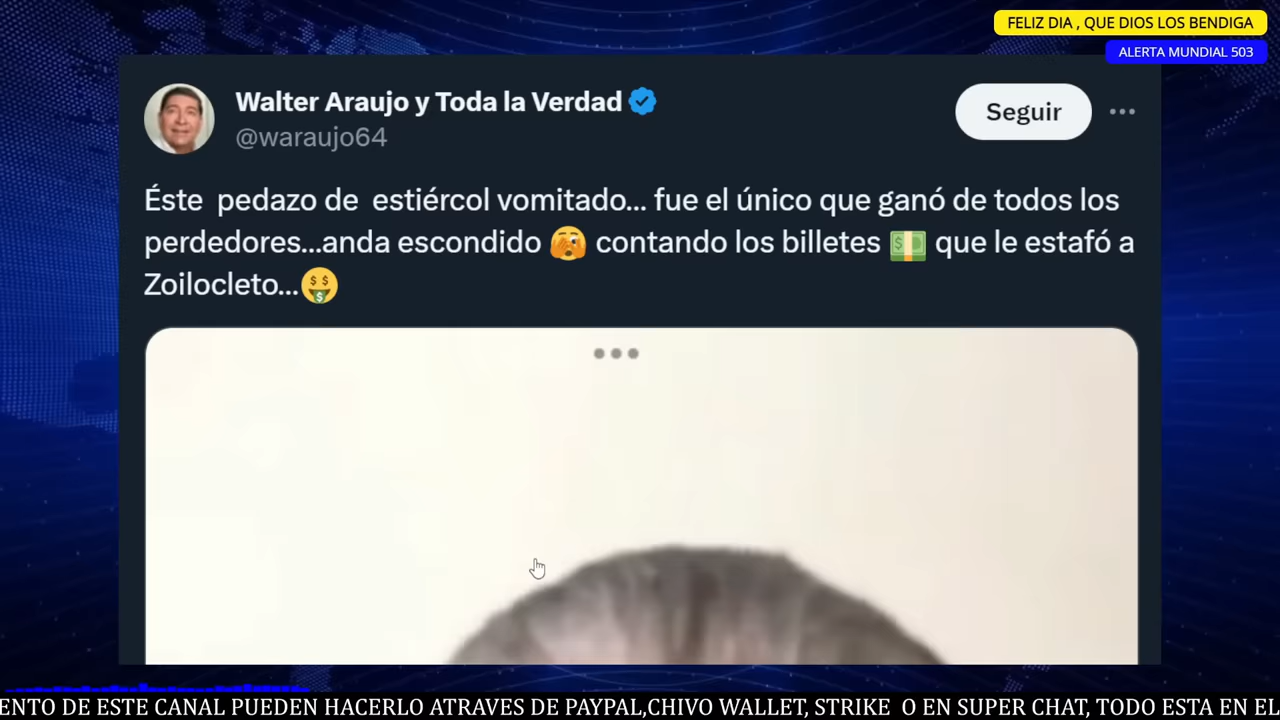 FELIZ DIA , QUE DIOS LOS BENDIGA
ALERTA MUNDIAL 503
Walter Araujo y Toda la Verdad
@waraujo64
Seguir
Éste pedazo de estiércol vomitado... fue el único que ganó de todos los
perdedores...anda escondido 🫣 contando los billetes 💵 que le estafó a
Zoilocleto...🤑
ENTO DE ESTE CANAL PUEDEN HACERLO ATRAVES DE PAYPAL,CHIVO WALLET, STRIKE O EN SUPER CHAT, TODO ESTA EN EL